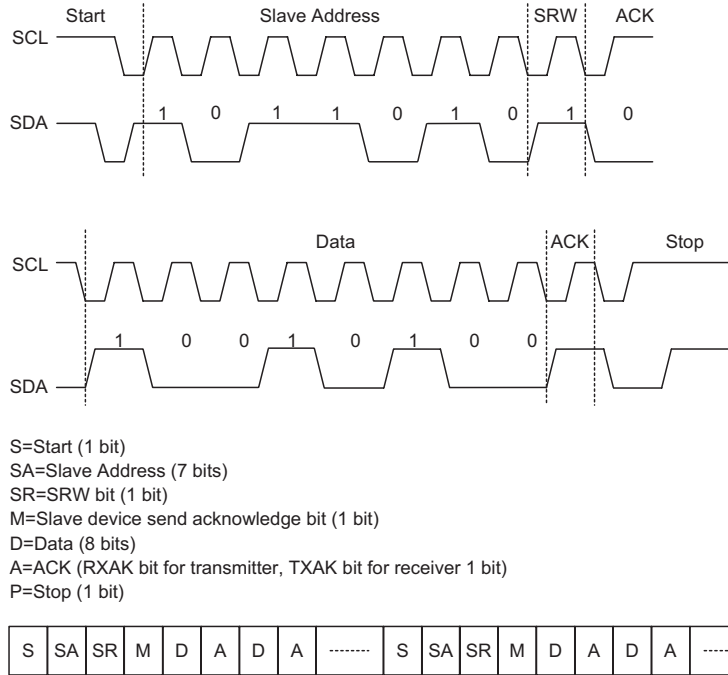 Start Slave Address SRW ACK
SCL
1 0 1 1 0 1 0 1 0
SDA
Data ACK Stop
SCL
1 0 0 1 0 1 0 0
SDA
S=Start (1 bit)
SA=Slave Address (7 bits)
SR=SRW bit (1 bit)
M=Slave device send acknowledge bit (1 bit)
D=Data (8 bits)
A=ACK (RXAK bit for transmitter, TXAK bit for receiver 1 bit)
P=Stop (1 bit)
S SA SR M D A D A -------- S SA SR M D A D A -----